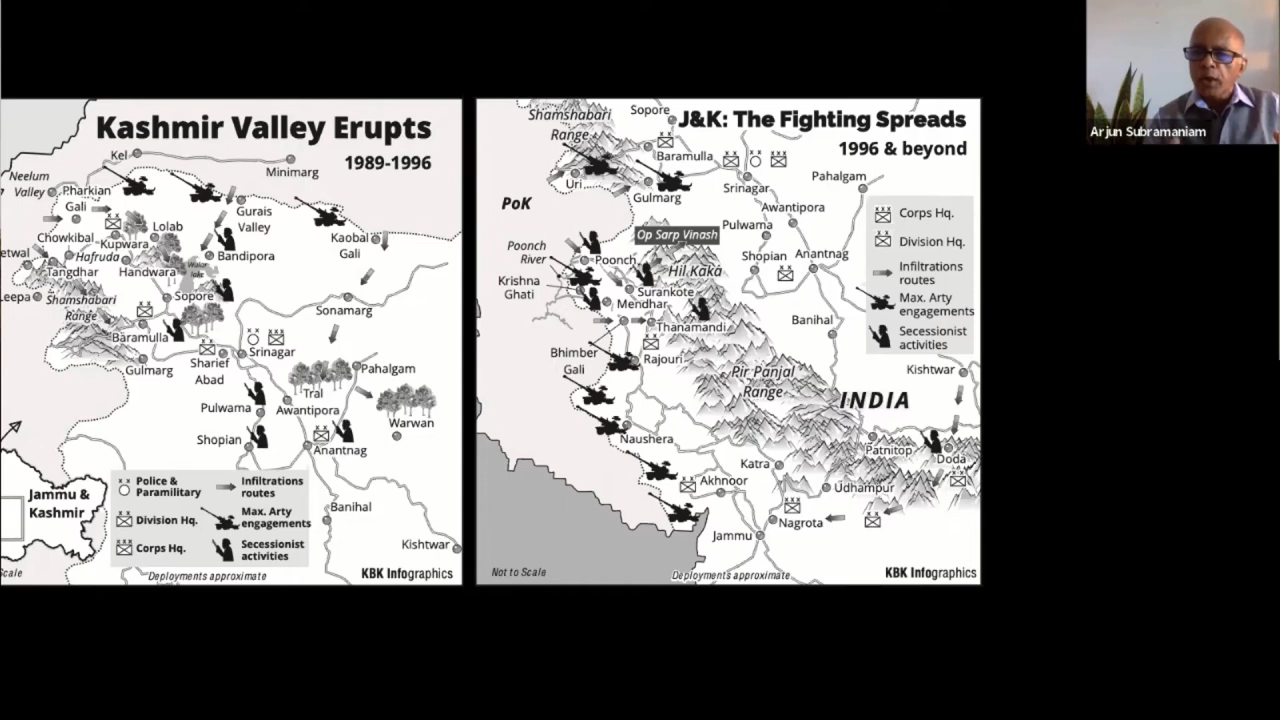 Kashmir Valley Erupts
1989-1996
Kel
Minimarg
Neelum
Valley
Pharkian
Gali
Gurais
Valley
Lolab
Chowkibal
Kupwara
Kaobal
Gali
etwal
Hafruda
Bandipora
Tangdhar
Handwara
Wular
lake
Leepa
Shamshabari
Range
Sopore
Sonamarg
Baramulla
Srinagar
Sharief
Abad
Gulmarg
Pahalgam
Tral
Pulwama
Awantipora
Warwan
Shopian
Anantnag
Jammu &
Kashmir
x x Police &
Paramilitary
x x Division Hq.
x x x Corps Hq.
Infiltrations
routes
Max. Arty
engagements
Secessionist
activities
Banihal
Kishtwar
Scale
Deployments approximate
KBK Infographics
J&K: The Fighting Spreads
1996 & beyond
Shamshabari
Range
Sopore
Baramulla
Uri
Srinagar
Pahalgam
Gulmarg
PoK
Awantipora
Pulwama
Op Sarp Vinash
Poonch
River
Poonch
Shopian
Anantnag
Hil Kaka
Krishna
Ghati
Surankote
Mendhar
Thanamandi
Banihal
Bhimber
Gali
Rajouri
Pir Panjal
Range
Kishtwar
INDIA
Naushera
Patnitop
Doda
Katra
Akhnoor
Udhampur
Nagrota
Jammu
x x x Corps Hq.
x x Division Hq.
Infiltrations
routes
Max. Arty
engagements
Secessionist
activities
Not to Scale
Deployments approximate
KBK Infographics
Arjun Subramaniam